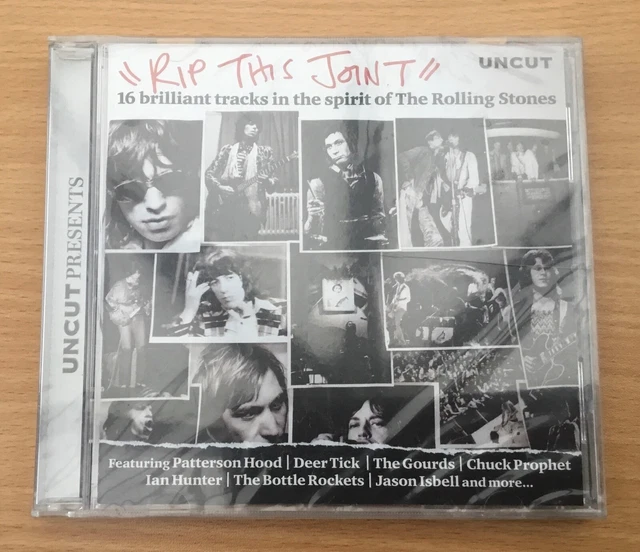 "RIP THIS JOINT"
UNCUT
16 brilliant tracks in the spirit of The Rolling Stones
UNCUT PRESENTS
Featuring Patterson Hood | Deer Tick | The Gourds | Chuck Prophet
Ian Hunter | The Bottle Rockets | Jason Isbell and more...